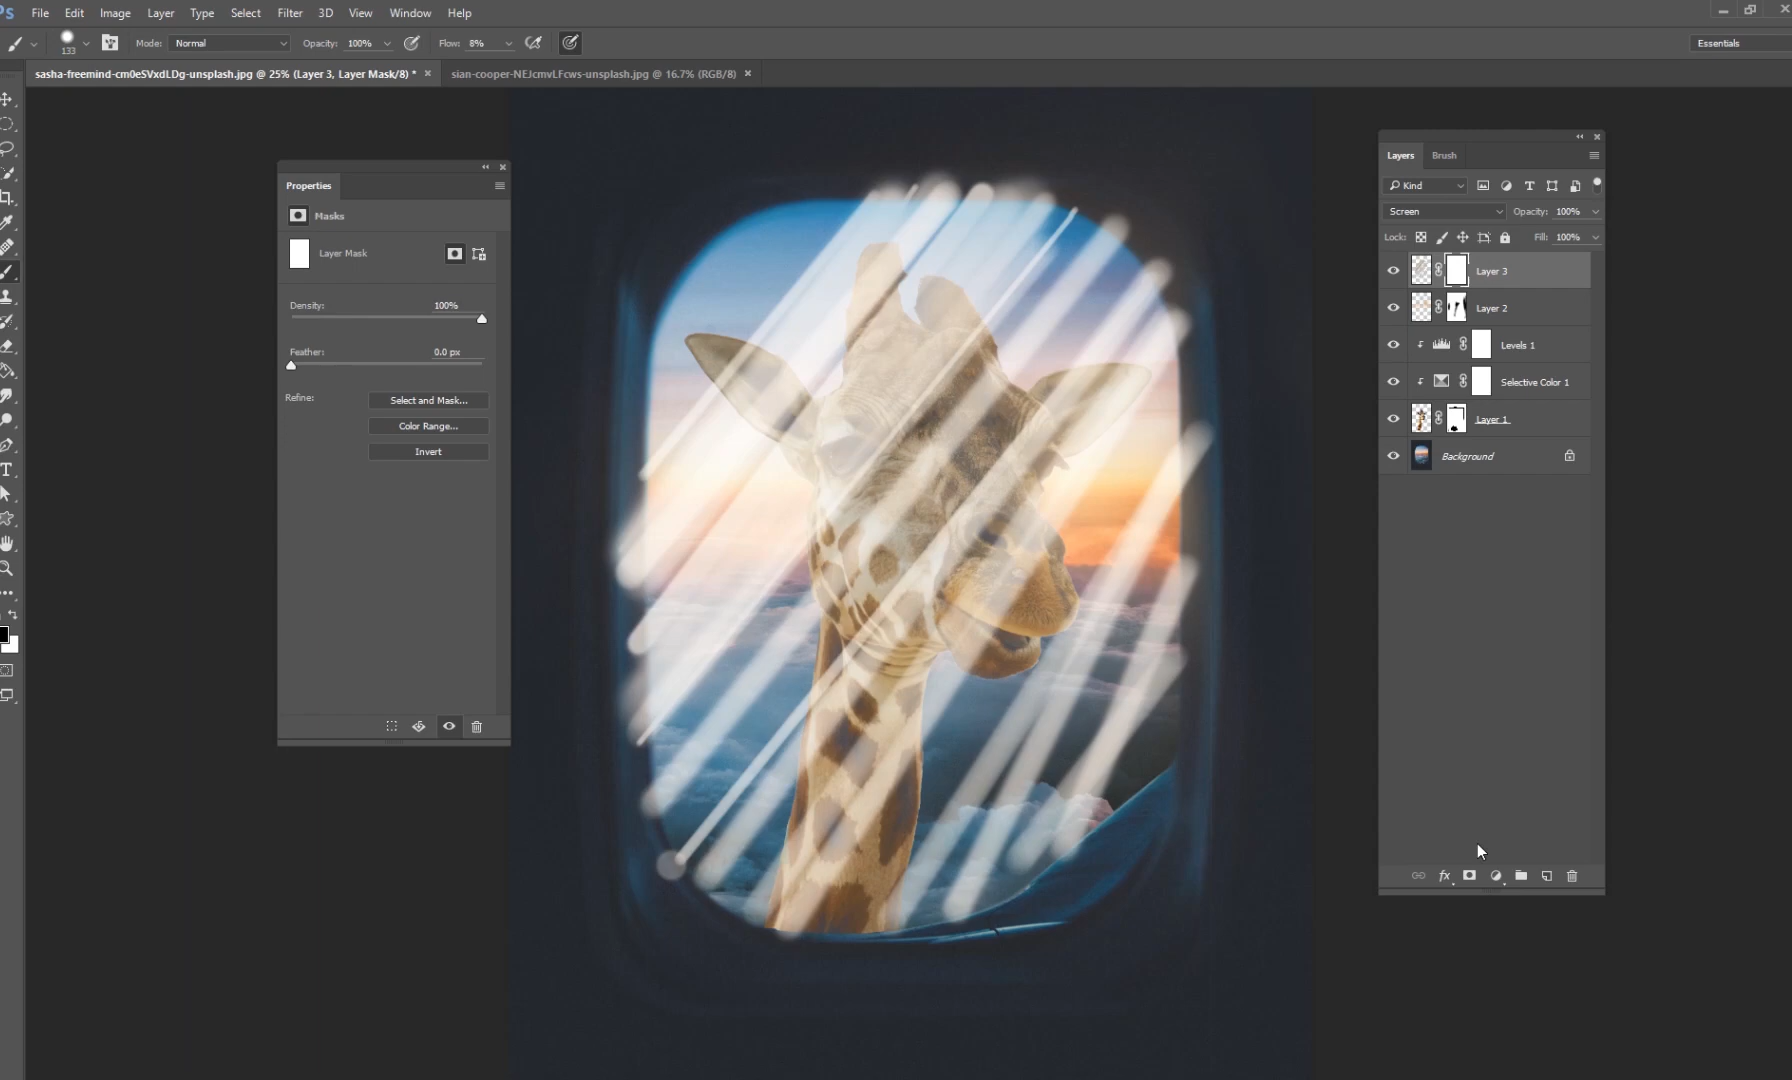 Ps File Edit Image Layer Type Select Filter 3D View Window Help
133 Mode: Normal Opacity: 100% Flow: 8% Essentials
sasha-freemind-cm0eSVxdLDg-unsplash.jpg @ 25% (Layer 3, Layer Mask/8) * × sian-cooper-NEJcmvLFcws-unsplash.jpg @ 16.7% (RGB/8) ×
Properties
Masks
Layer Mask
Density: 100%
Feather: 0.0 px
Refine: Select and Mask...
Color Range...
Invert
Layers Brush
Kind
Screen Opacity: 100%
Lock: Fill: 100%
Layer 3
Layer 2
Levels 1
Selective Color 1
Layer 1
Background
fx